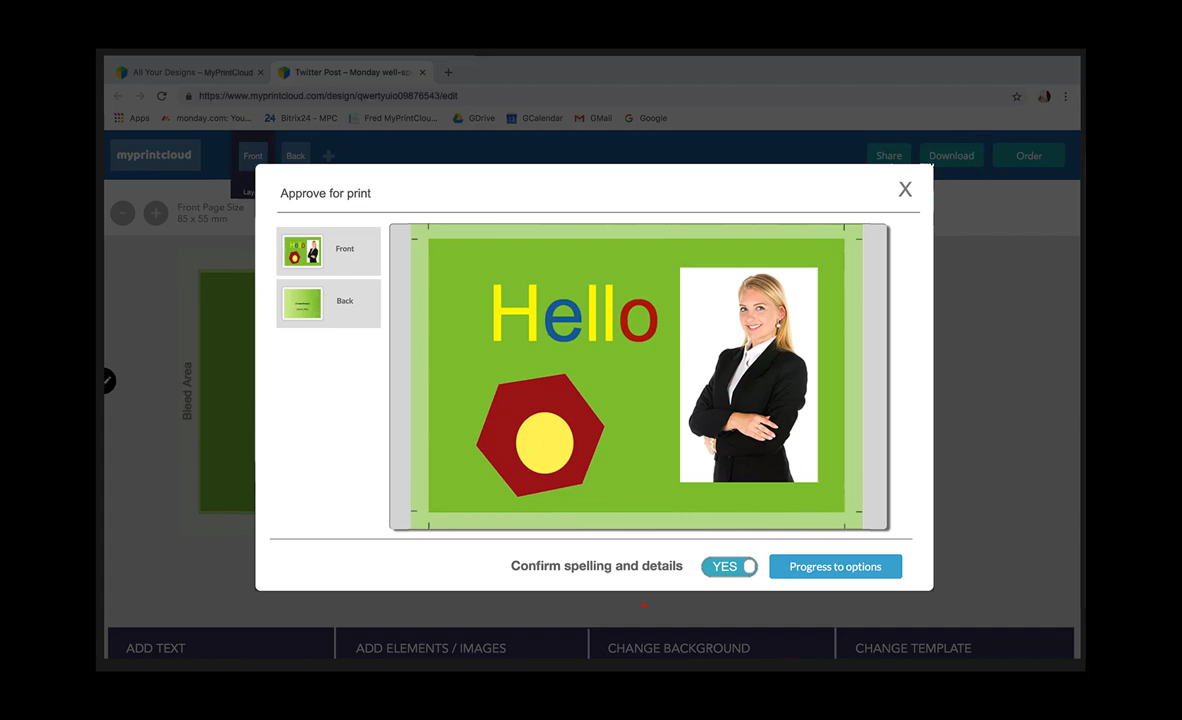 All Your Designs – MyPrintCloud
Twitter Post – Monday well-sp
https://www.myprintcloud.com/design/qwertyuio09876543/edit
Apps monday.com: You... Bitrix24 - MPC Fred MyPrintClou... GDrive GCalendar GMail Google
myprintcloud Front Back Share Download Order
Lay
Front Page Size
85 x 55 mm
Approve for print X
Front
Back
Hello
Bleed Area
Confirm spelling and details YES Progress to options
ADD TEXT ADD ELEMENTS / IMAGES CHANGE BACKGROUND CHANGE TEMPLATE